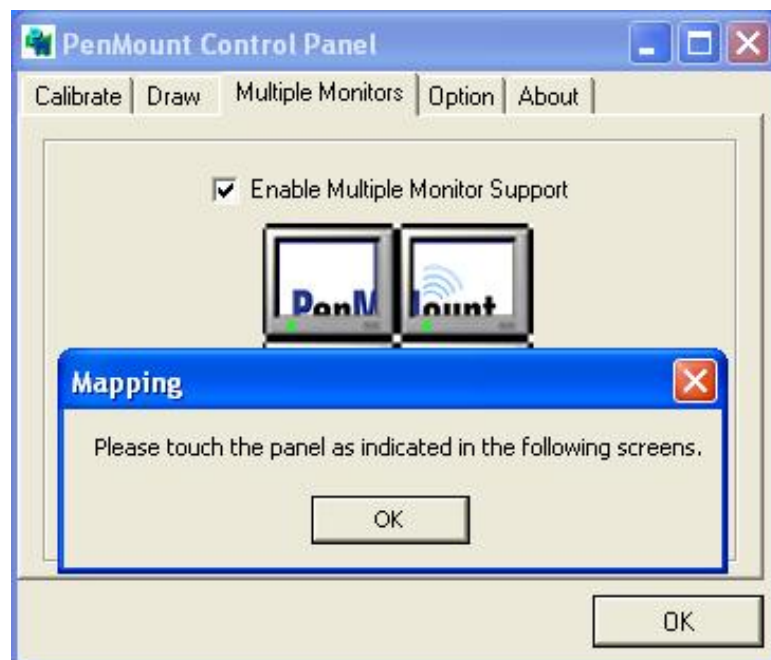 PenMount Control Panel
Calibrate Draw Multiple Monitors Option About
Enable Multiple Monitor Support
PenMount
Mapping
Please touch the panel as indicated in the following screens.
OK
OK